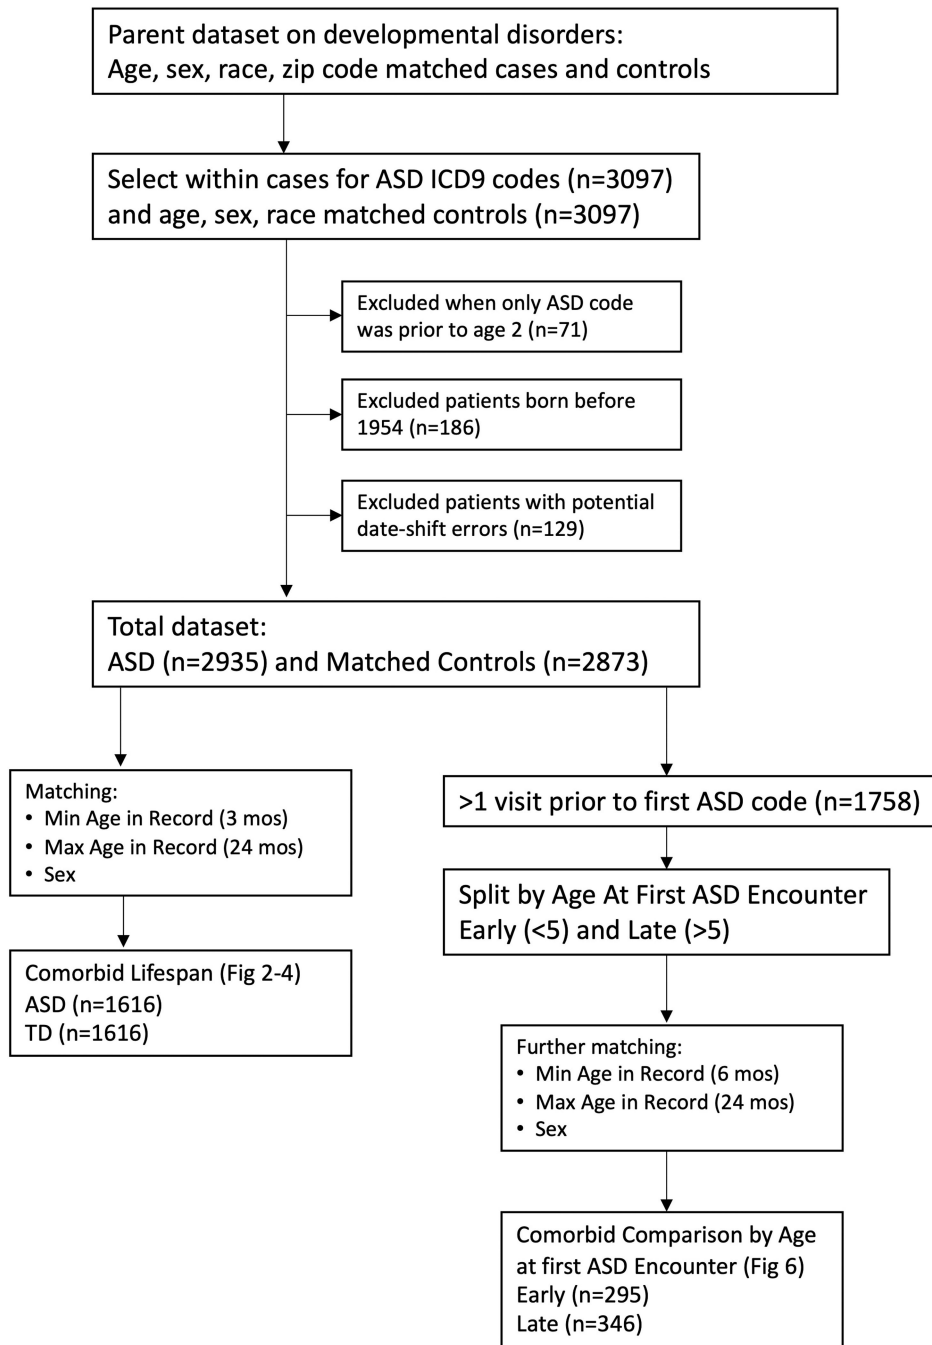 Parent dataset on developmental disorders:
Age, sex, race, zip code matched cases and controls
Select within cases for ASD ICD9 codes (n=3097)
and age, sex, race matched controls (n=3097)
Excluded when only ASD code
was prior to age 2 (n=71)
Excluded patients born before
1954 (n=186)
Excluded patients with potential
date-shift errors (n=129)
Total dataset:
ASD (n=2935) and Matched Controls (n=2873)
Matching:
• Min Age in Record (3 mos)
• Max Age in Record (24 mos)
• Sex
Comorbid Lifespan (Fig 2-4)
ASD (n=1616)
TD (n=1616)
>1 visit prior to first ASD code (n=1758)
Split by Age At First ASD Encounter
Early (<5) and Late (>5)
Further matching:
• Min Age in Record (6 mos)
• Max Age in Record (24 mos)
• Sex
Comorbid Comparison by Age
at first ASD Encounter (Fig 6)
Early (n=295)
Late (n=346)